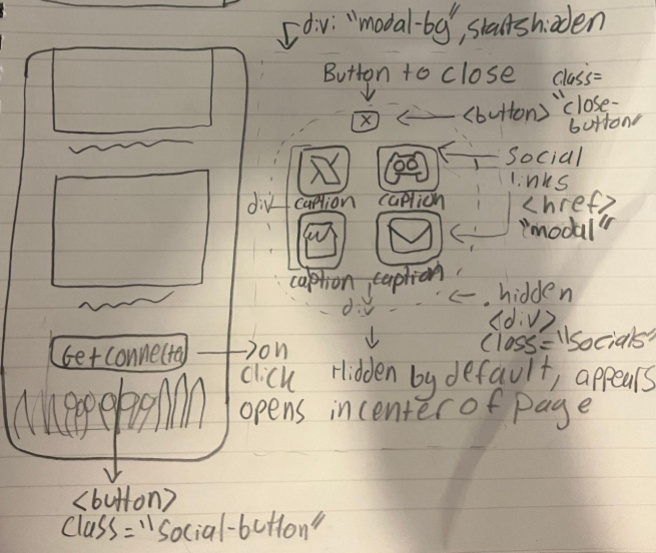 div: "modal-bg", starts hidden
Button to close
class=
"close-
button"
<button>
x
Social
links
<href>
"modal"
div
caption
caption
caption
caption
div
.hidden
<div>
class="socials"
Get connected
on
click
opens
Hidden by default, appears
in center of page
<button>
class="social-button"